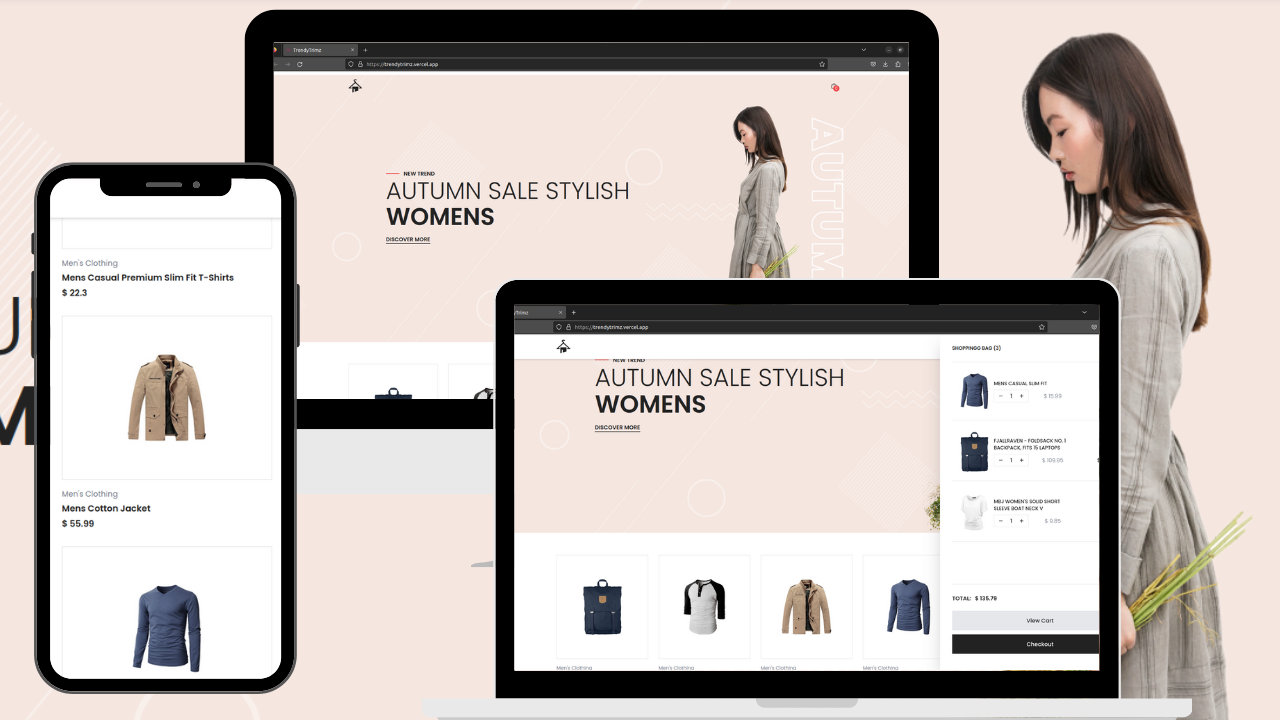 TrendyTrimz
https://trendytrimz.vercel.app
NEW TREND
AUTUMN SALE STYLISH
WOMENS
DISCOVER MORE
AUTUM
Men's Clothing
Mens Casual Premium Slim Fit T-Shirts
$ 22.3
Men's Clothing
Mens Cotton Jacket
$ 55.99
https://trendytrimz.vercel.app
NEW TREND
AUTUMN SALE STYLISH
WOMENS
DISCOVER MORE
Men's Clothing
Men's Clothing
Men's Clothing
Men's Clothing
SHOPPINGG BAG (3)
MENS CASUAL SLIM FIT
− 1 + $ 15.99
FJALLRAVEN - FOLDSACK NO. 1
BACKPACK, FITS 15 LAPTOPS
− 1 + $ 109.95
MBJ WOMEN'S SOLID SHORT
SLEEVE BOAT NECK V
− 1 + $ 9.85
TOTAL: $ 135.79
View Cart
Checkout